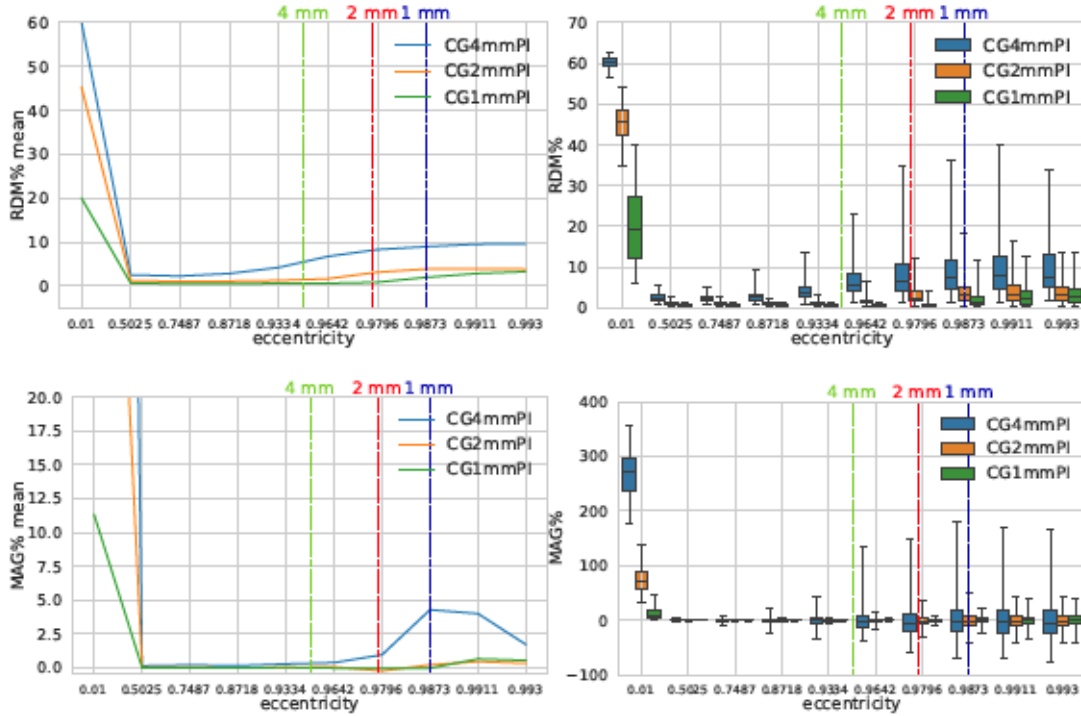 4 mm 2 mm 1 mm
60
50
40
30
20
10
0
RDM% mean
CG4mmPI
CG2mmPI
CG1mmPI
0.01 0.5025 0.7487 0.8718 0.9334 0.9642 0.9796 0.9873 0.9911 0.993
eccentricity
4 mm 2 mm 1 mm
70
60
50
40
30
20
10
0
RDM%
CG4mmPI
CG2mmPI
CG1mmPI
0.01 0.5025 0.7487 0.8718 0.9334 0.9642 0.9796 0.9873 0.9911 0.993
eccentricity
4 mm 2 mm 1 mm
20.0
17.5
15.0
12.5
10.0
7.5
5.0
2.5
0.0
MAG% mean
CG4mmPI
CG2mmPI
CG1mmPI
0.01 0.5025 0.7487 0.8718 0.9334 0.9642 0.9796 0.9873 0.9911 0.993
eccentricity
4 mm 2 mm 1 mm
400
300
200
100
0
−100
MAG%
CG4mmPI
CG2mmPI
CG1mmPI
0.01 0.5025 0.7487 0.8718 0.9334 0.9642 0.9796 0.9873 0.9911 0.993
eccentricity